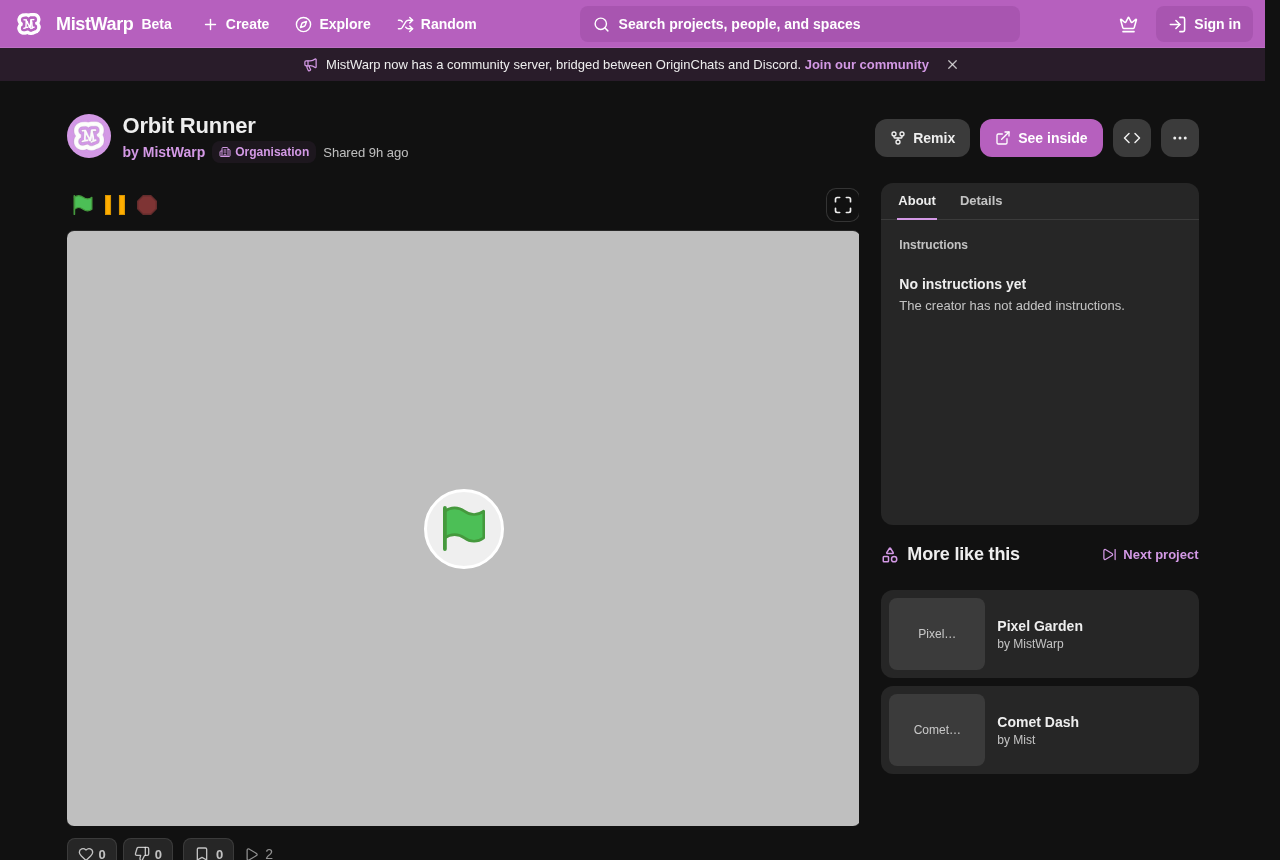 MistWarp Beta
Create
Explore
Random
Search projects, people, and spaces
Sign in
MistWarp now has a community server, bridged between OriginChats and Discord. Join our community
Orbit Runner
by MistWarp Organisation Shared 9h ago
Remix
See inside
About
Details
Instructions
No instructions yet
The creator has not added instructions.
More like this
Next project
Pixel…
Pixel Garden
by MistWarp
Comet…
Comet Dash
by Mist
0
0
0
2